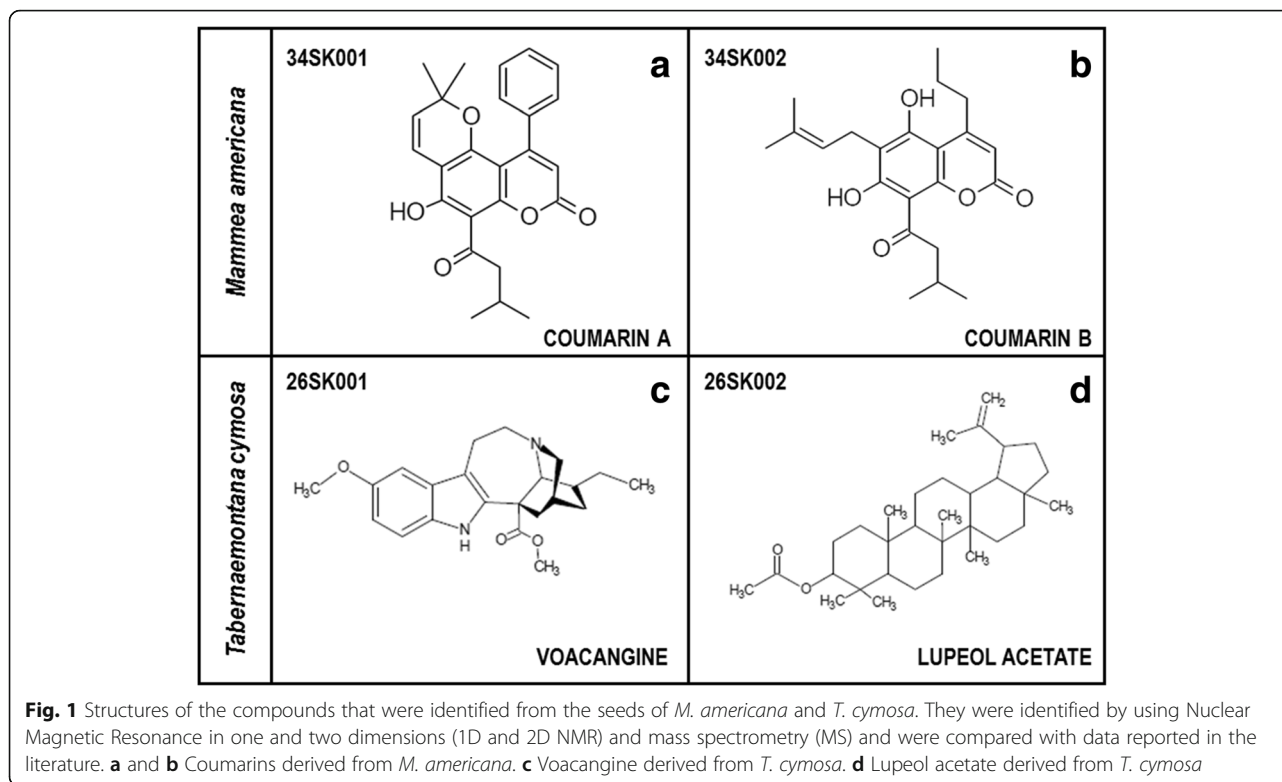 Mammea americana
34SK001
a
O
HO
O
O
O
COUMARIN A
34SK002
b
OH
HO
O
O
O
COUMARIN B
Tabernaemontana cymosa
26SK001
c
N
O
H₃C
CH₃
N
H
O
O
CH₃
VOACANGINE
26SK002
d
CH₂
H₃C
CH₃
CH₃
CH₃
CH₃
O
H₃C
O
H₃C
CH₃
LUPEOL ACETATE
Fig. 1 Structures of the compounds that were identified from the seeds of M. americana and T. cymosa. They were identified by using Nuclear
Magnetic Resonance in one and two dimensions (1D and 2D NMR) and mass spectrometry (MS) and were compared with data reported in the
literature. a and b Coumarins derived from M. americana. c Voacangine derived from T. cymosa. d Lupeol acetate derived from T. cymosa